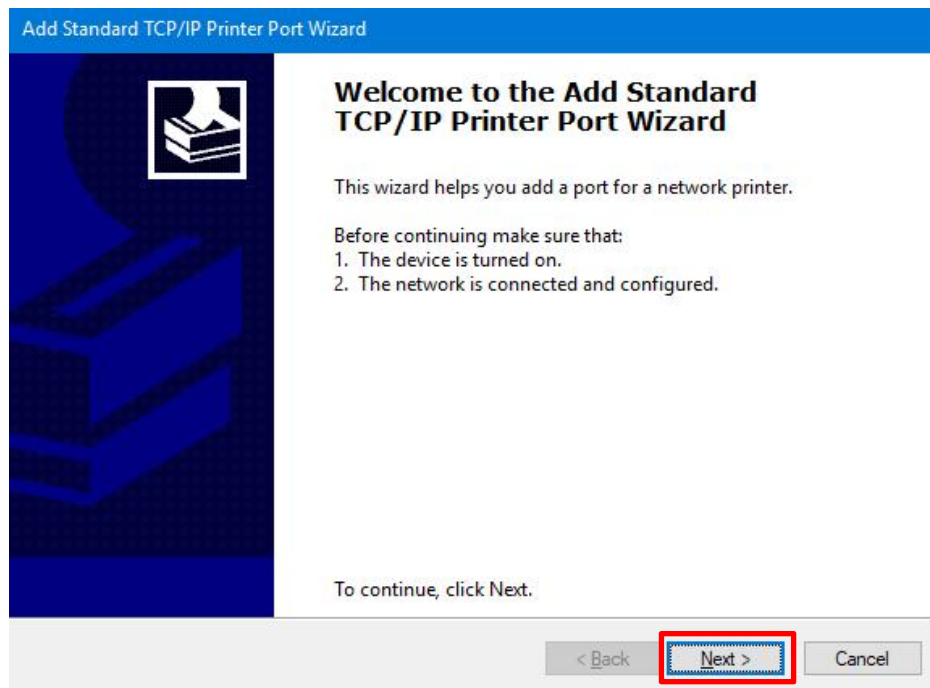 Add Standard TCP/IP Printer Port Wizard
Welcome to the Add Standard
TCP/IP Printer Port Wizard
This wizard helps you add a port for a network printer.
Before continuing make sure that:
1. The device is turned on.
2. The network is connected and configured.
To continue, click Next.
< Back
Next >
Cancel